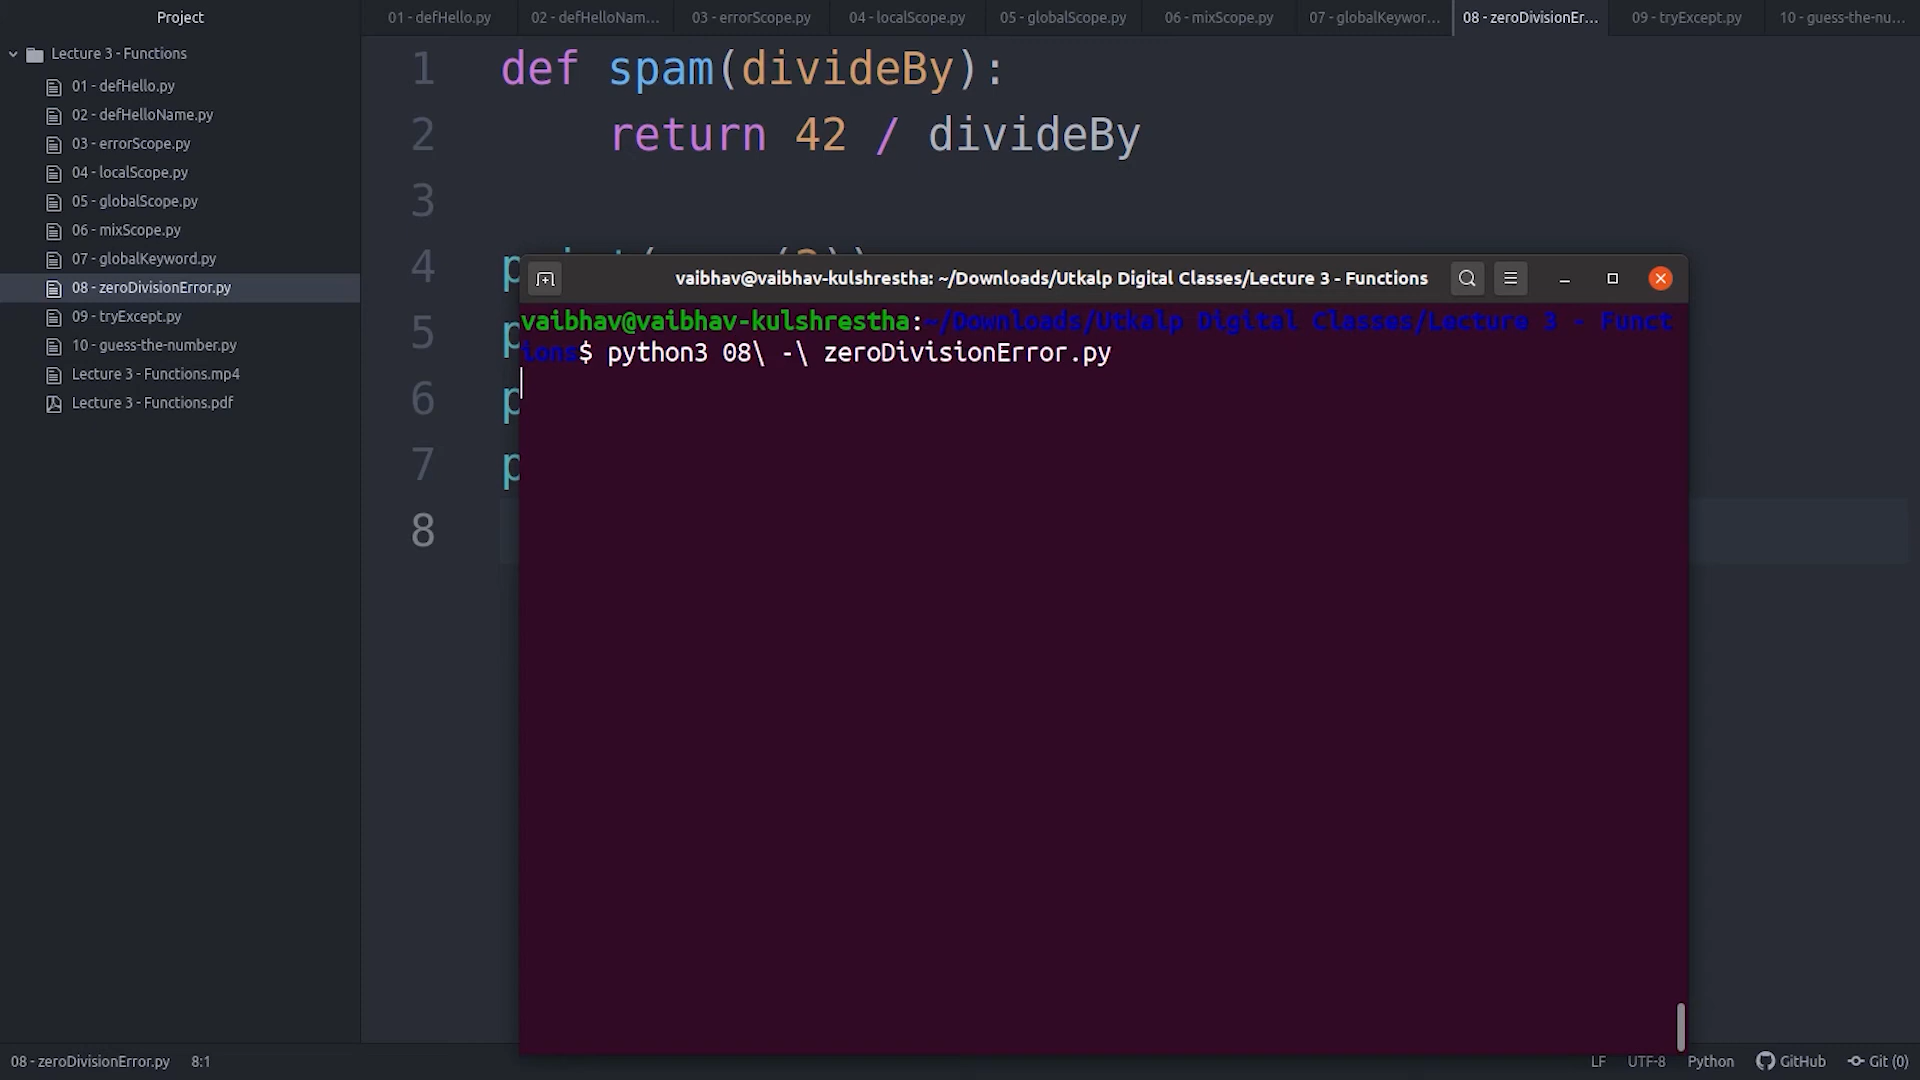 Project
01 - defHello.py
02 - defHelloNam...
03 - errorScope.py
04 - localScope.py
05 - globalScope.py
06 - mixScope.py
07 - globalKeywor...
08 - zeroDivisionEr...
09 - tryExcept.py
10 - guess-the-nu...
Lecture 3 - Functions
01 - defHello.py
02 - defHelloName.py
03 - errorScope.py
04 - localScope.py
05 - globalScope.py
06 - mixScope.py
07 - globalKeyword.py
08 - zeroDivisionError.py
09 - tryExcept.py
10 - guess-the-number.py
Lecture 3 - Functions.mp4
Lecture 3 - Functions.pdf
1 def spam(divideBy):
2 return 42 / divideBy
3
4
5 p
6 p
7 p
8
vaibhav@vaibhav-kulshrestha: ~/Downloads/Utkalp Digital Classes/Lecture 3 - Functions
vaibhav@vaibhav-kulshrestha:~/Downloads/Utkalp Digital Classes/Lecture 3 - Funct
ions$ python3 08\ -\ zeroDivisionError.py
08 - zeroDivisionError.py 8:1
LF UTF-8 Python GitHub Git (0)